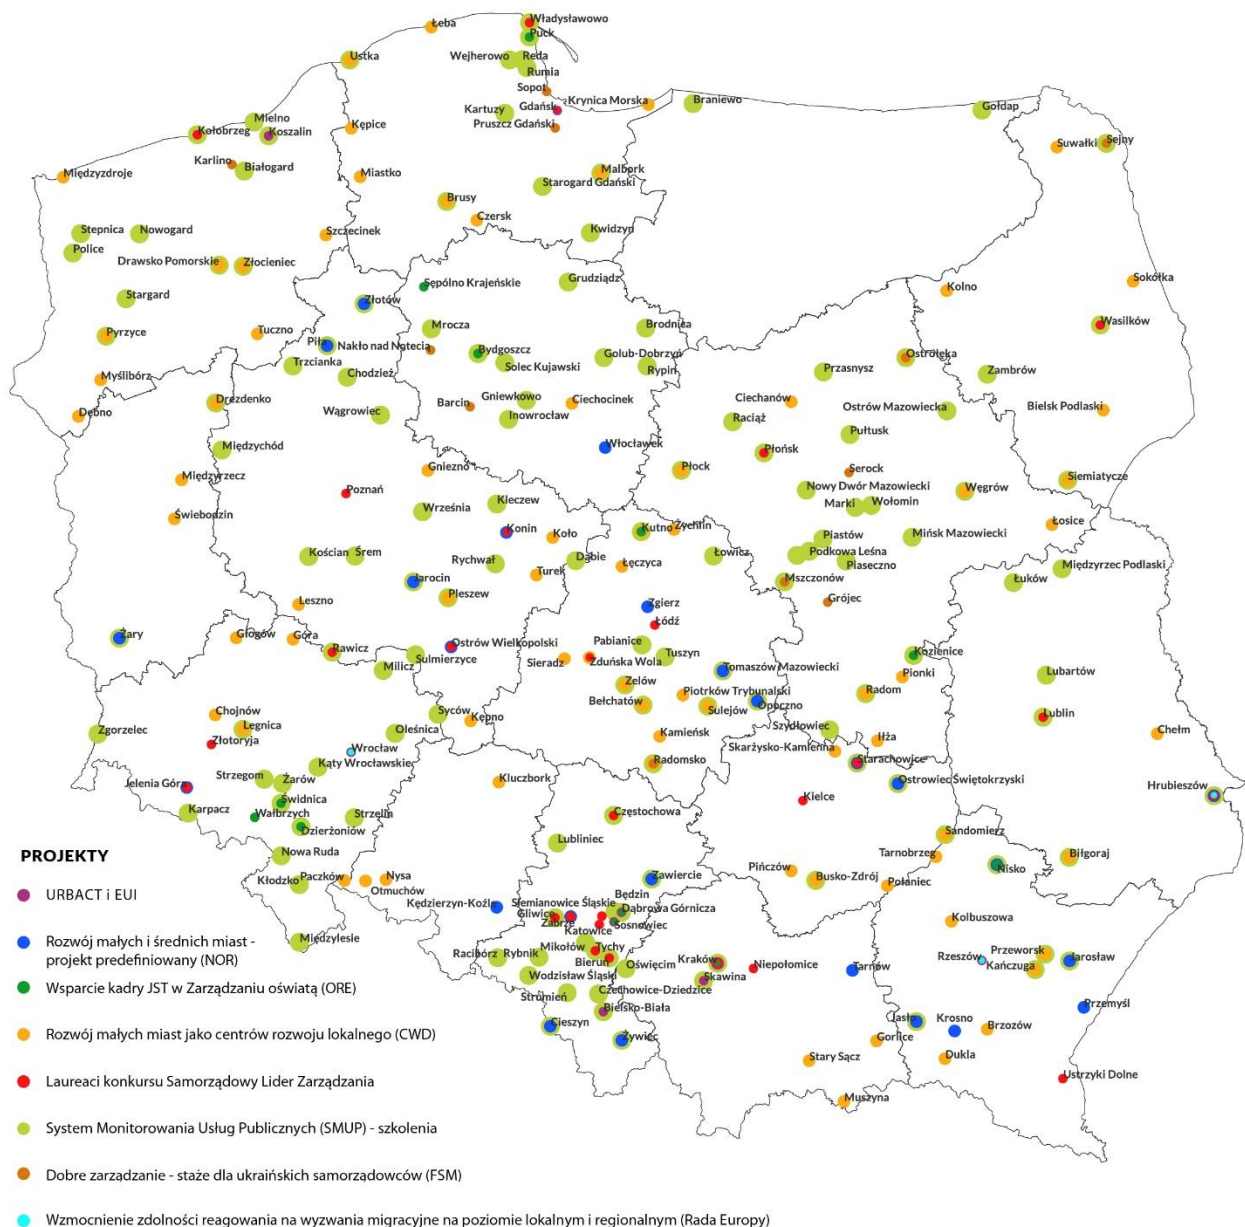 Łeba
Władysławowo
Puck
Ustka
Wejherowo
Reda
Rumia
Sopot
Gdańsk
Krynica Morska
Braniewo
Gołdap
Mielno
Kołobrzeg
Koszalin
Kępice
Kartuzy
Pruszcz Gdański
Suwałki
Sejny
Karlino
Białogard
Międzyzdroje
Miastko
Malbork
Starogard Gdański
Brusy
Czersk
Stepnica
Nowogard
Szczecinek
Kwidzyn
Police
Drawsko Pomorskie
Złocieniec
Sępólno Krajeńskie
Grudziądz
Kolno
Sokółka
Stargard
Złotów
Wasilków
Mrocza
Brodnica
Pyrzyce
Tuczno
Piła
Nakło nad Notecią
Bydgoszcz
Golub-Dobrzyń
Ostrołęka
Trzcianka
Solec Kujawski
Rypin
Przasnysz
Zambrów
Myślibórz
Chodzież
Drezdenko
Gniewkowo
Ciechocinek
Ciechanów
Dębno
Wągrowiec
Barcin
Inowrocław
Raciąż
Ostrów Mazowiecka
Bielsk Podlaski
Pułtusk
Międzychód
Włocławek
Płońsk
Międzyrzecz
Gniezno
Płock
Serock
Siemiatycze
Poznań
Nowy Dwór Mazowiecki
Węgrów
Kleczew
Marki
Wołomin
Świebodzin
Września
Łosice
Konin
Koło
Kutno
Żychlin
Piastów
Mińsk Mazowiecki
Kościan
Śrem
Rychwał
Dąbie
Łowicz
Podkowa Leśna
Piaseczno
Międzyrzec Podlaski
Łęczyca
Jarocin
Turek
Mszczonów
Łuków
Pleszew
Leszno
Zgierz
Grójec
Łódź
Żary
Głogów
Góra
Rawicz
Ostrów Wielkopolski
Pabianice
Kozienice
Sulmierzyce
Sieradz
Zduńska Wola
Tuszyn
Milicz
Tomaszów Mazowiecki
Pionki
Lubartów
Zelów
Piotrków Trybunalski
Radom
Bełchatów
Sulejów
Opoczno
Chojnów
Syców
Kępno
Lublin
Legnica
Szydłowiec
Zgorzelec
Oleśnica
Kamieńsk
Iłża
Chełm
Złotoryja
Wrocław
Skarżysko-Kamienna
Kąty Wrocławskie
Radomsko
Starachowice
Strzegom
Żarów
Jelenia Góra
Kluczbork
Ostrowiec Świętokrzyski
Hrubieszów
Świdnica
Kielce
Karpacz
Wałbrzych
Strzelin
Częstochowa
Dzierżoniów
Sandomierz
Lubliniec
Nowa Ruda
Tarnobrzeg
Biłgoraj
Kłodzko
Paczków
Nysa
Otmuchów
Zawiercie
Pińczów
Busko-Zdrój
Połaniec
Nisko
Kędzierzyn-Koźle
Będzin
Siemianowice Śląskie
Dąbrowa Górnicza
Gliwice
Zabrze
Sosnowiec
Katowice
Kolbuszowa
Międzylesie
Mikołów
Tychy
Racibórz
Rybnik
Bieruń
Oświęcim
Kraków
Niepołomice
Przeworsk
Rzeszów
Kańczuga
Jarosław
Wodzisław Śląski
Skawina
Tarnów
Strumień
Czechowice-Dziedzice
Bielsko-Biała
Przemyśl
Cieszyn
Jasło
Krosno
Brzozów
Żywiec
Gorlice
Stary Sącz
Dukla
Ustrzyki Dolne
Muszyna
PROJEKTY
URBACT i EUI
Rozwój małych i średnich miast -
projekt predefiniowany (NOR)
Wsparcie kadry JST w Zarządzaniu oświatą (ORE)
Rozwój małych miast jako centrów rozwoju lokalnego (CWD)
Laureaci konkursu Samorządowy Lider Zarządzania
System Monitorowania Usług Publicznych (SMUP) - szkolenia
Dobre zarządzanie - staże dla ukraińskich samorządowców (FSM)
Wzmocnienie zdolności reagowania na wyzwania migracyjne na poziomie lokalnym i regionalnym (Rada Europy)